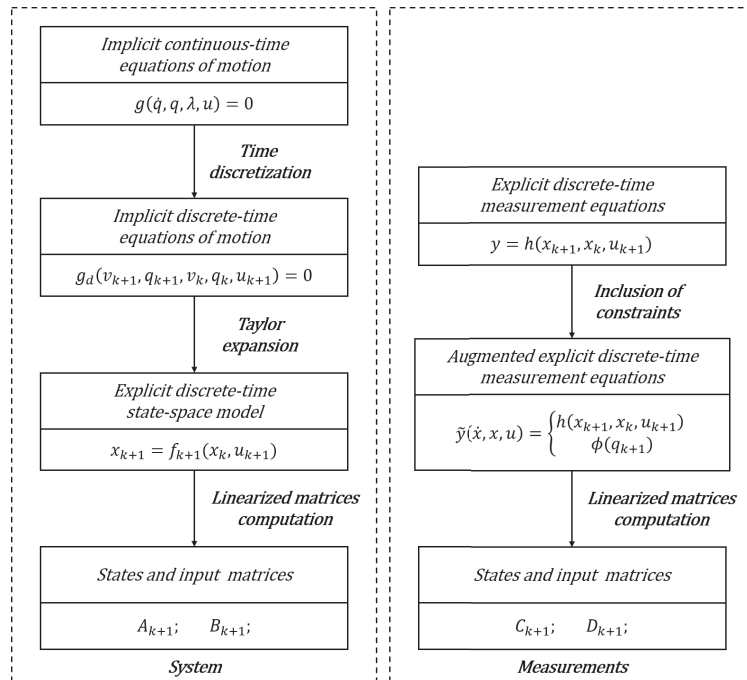 Implicit continuous-time
equations of motion
g(q̇, q, λ, u) = 0
Time
discretization
Implicit discrete-time
equations of motion
g_d(v_{k+1}, q_{k+1}, v_k, q_k, u_{k+1}) = 0
Taylor
expansion
Explicit discrete-time
state-space model
x_{k+1} = f_{k+1}(x_k, u_{k+1})
Linearized matrices
computation
States and input matrices
A_{k+1}; B_{k+1};
System
Explicit discrete-time
measurement equations
y = h(x_{k+1}, x_k, u_{k+1})
Inclusion of
constraints
Augmented explicit discrete-time
measurement equations
ỹ(ẋ, x, u) = { h(x_{k+1}, x_k, u_{k+1})
ϕ(q_{k+1})
Linearized matrices
computation
States and input matrices
C_{k+1}; D_{k+1};
Measurements